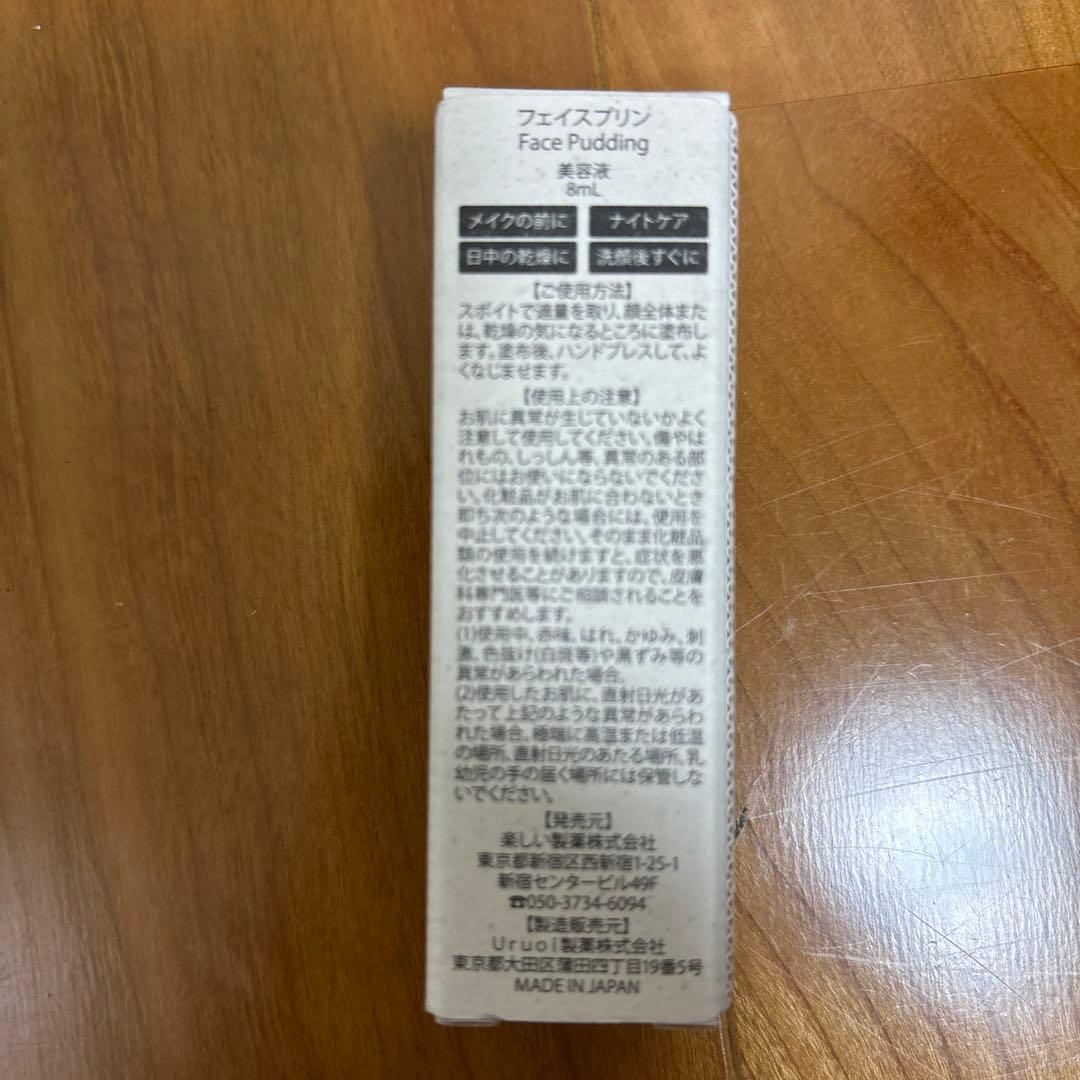 フェイスプリン
Face Pudding
美容液
8mL
メイクの前に ナイトケア
日中の乾燥に 洗顔後すぐに
【ご使用方法】
スポイトで適量を取り、顔全体また
は、乾燥の気になるところに塗布し
ます。塗布後、ハンドプレスして、よ
くなじませます。
【使用上の注意】
お肌に異常が生じていないかよく
注意して使用してください。傷やは
れもの、しっしん等、異常のある部
位にはお使いにならないでくださ
い。化粧品がお肌に合わないとき
即ち次のような場合には、使用を
中止してください。そのまま化粧品
類の使用を続けますと、症状を悪
化させることがありますので、皮膚
科専門医等にご相談されることを
おすすめします。
(1)使用中、赤味、はれ、かゆみ、刺
激、色抜け(白斑等)や黒ずみ等の
異常があらわれた場合。
(2)使用したお肌に、直射日光があ
たって上記のような異常があらわ
れた場合。極端に高温または低温
の場所、直射日光のあたる場所、乳
幼児の手の届く場所には保管しな
いでください。
【発売元】
楽しい製薬株式会社
東京都新宿区西新宿1-25-1
新宿センタービル49F
☎050-3734-6094
【製造販売元】
Uruoi製薬株式会社
東京都大田区蒲田四丁目19番5号
MADE IN JAPAN